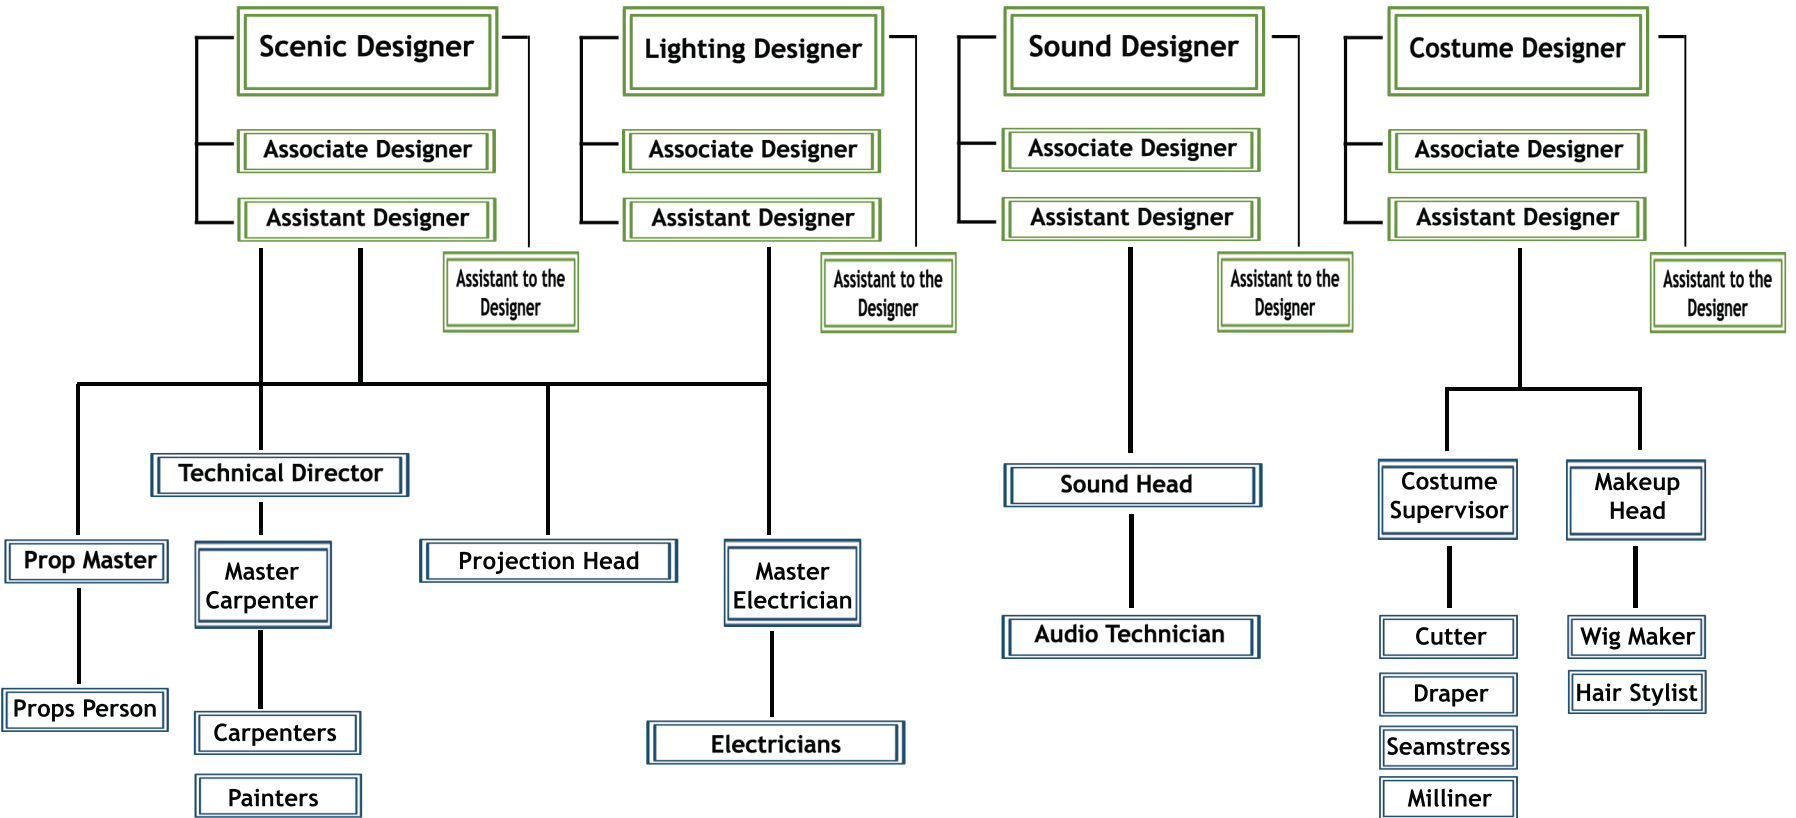 Scenic Designer
Lighting Designer
Sound Designer
Costume Designer
Associate Designer
Associate Designer
Associate Designer
Associate Designer
Assistant Designer
Assistant Designer
Assistant Designer
Assistant Designer
Assistant to the
Designer
Assistant to the
Designer
Assistant to the
Designer
Assistant to the
Designer
Technical Director
Sound Head
Costume
Supervisor
Makeup
Head
Prop Master
Master
Carpenter
Projection Head
Master
Electrician
Audio Technician
Cutter
Wig Maker
Draper
Hair Stylist
Props Person
Carpenters
Electricians
Seamstress
Painters
Milliner